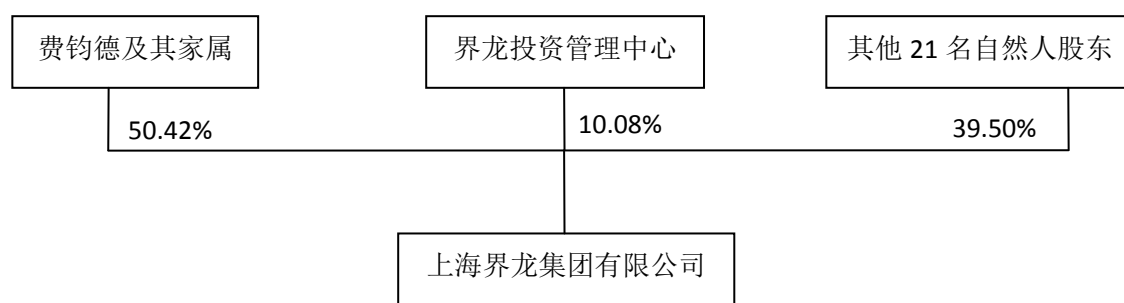 费钧德及其家属
界龙投资管理中心
其他 21 名自然人股东
50.42%
10.08%
39.50%
上海界龙集团有限公司